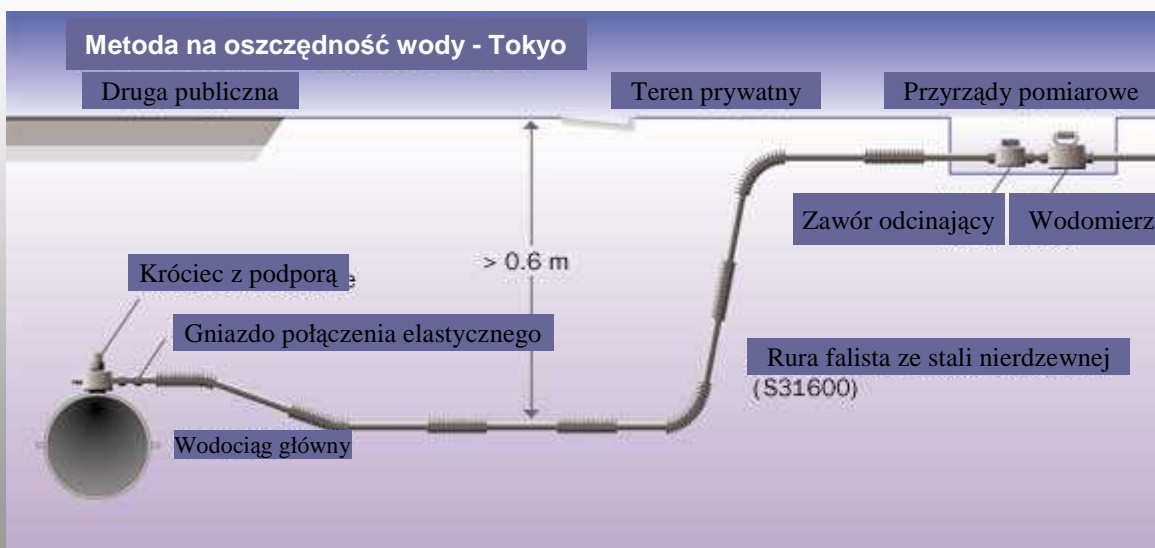 Metoda na oszczędność wody - Tokyo
Druga publiczna
Teren prywatny
Przyrządy pomiarowe
Zawór odcinający
Wodomierz
> 0.6 m
Króciec z podporą
Gniazdo połączenia elastycznego
Rura falista ze stali nierdzewnej
(S31600)
Wodociąg główny